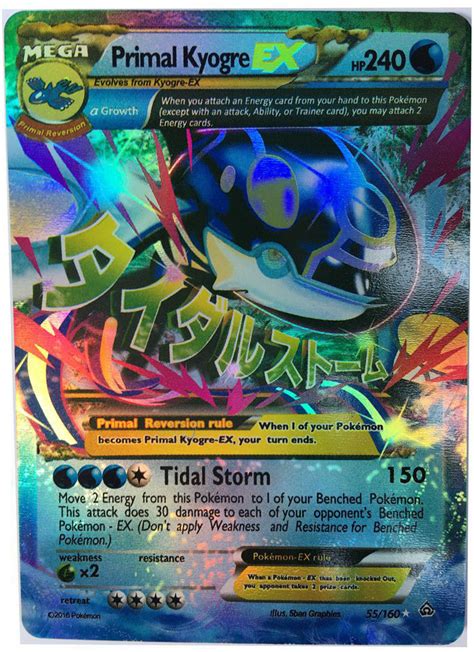 MEGA
Primal Kyogre EX HP240
Evolves from Kyogre-EX
Primal Reversion
α Growth
When you attach an Energy card from your hand to this Pokémon
(except with an attack, Ability, or Trainer card), you may attach 2
Energy cards.
タイダルストーム
Primal Reversion rule When 1 of your Pokémon
becomes Primal Kyogre-EX, your turn ends.
Tidal Storm 150
Move 2 Energy from this Pokémon to 1 of your Benched Pokémon.
This attack does 30 danmage to each of your opponent's Benched
Pokémon - EX. (Don't apply Weakness and Resistance for Benched
Pokémon.)
weakness resistance
×2
Pokémon-EX rule
When a Pokémon - EX thas been Knocked Out,
you opponent takes 2 prize cards.
retreat
©2016 Pokémon
Illus. 5ban Graphics
55/160